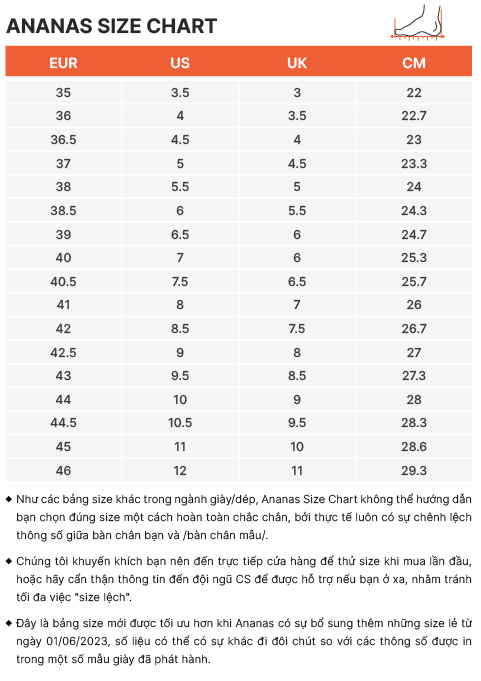 ANANAS SIZE CHART
EUR US UK CM
35 3.5 3 22
36 4 3.5 22.7
36.5 4.5 4 23
37 5 4.5 23.3
38 5.5 5 24
38.5 6 5.5 24.3
39 6.5 6 24.7
40 7 6 25.3
40.5 7.5 6.5 25.7
41 8 7 26
42 8.5 7.5 26.7
42.5 9 8 27
43 9.5 8.5 27.3
44 10 9 28
44.5 10.5 9.5 28.3
45 11 10 28.6
46 12 11 29.3
◆ Như các bảng size khác trong ngành giày/dép, Ananas Size Chart không thể hướng dẫn
bạn chọn đúng size một cách hoàn toàn chắc chắn, bởi thực tế luôn có sự chênh lệch
thông số giữa bàn chân bạn và /bàn chân mẫu/.
◆ Chúng tôi khuyến khích bạn nên đến trực tiếp cửa hàng để thử size khi mua lần đầu,
hoặc hãy cẩn thận thông tin đến đội ngũ CS để được hỗ trợ nếu bạn ở xa, nhằm tránh
tối đa việc "size lệch".
◆ Đây là bảng size mới được tối ưu hơn khi Ananas có sự bổ sung thêm những size lẻ từ
ngày 01/06/2023, số liệu có thể có sự khác đi đôi chút so với các thông số được in
trong một số mẫu giày đã phát hành.